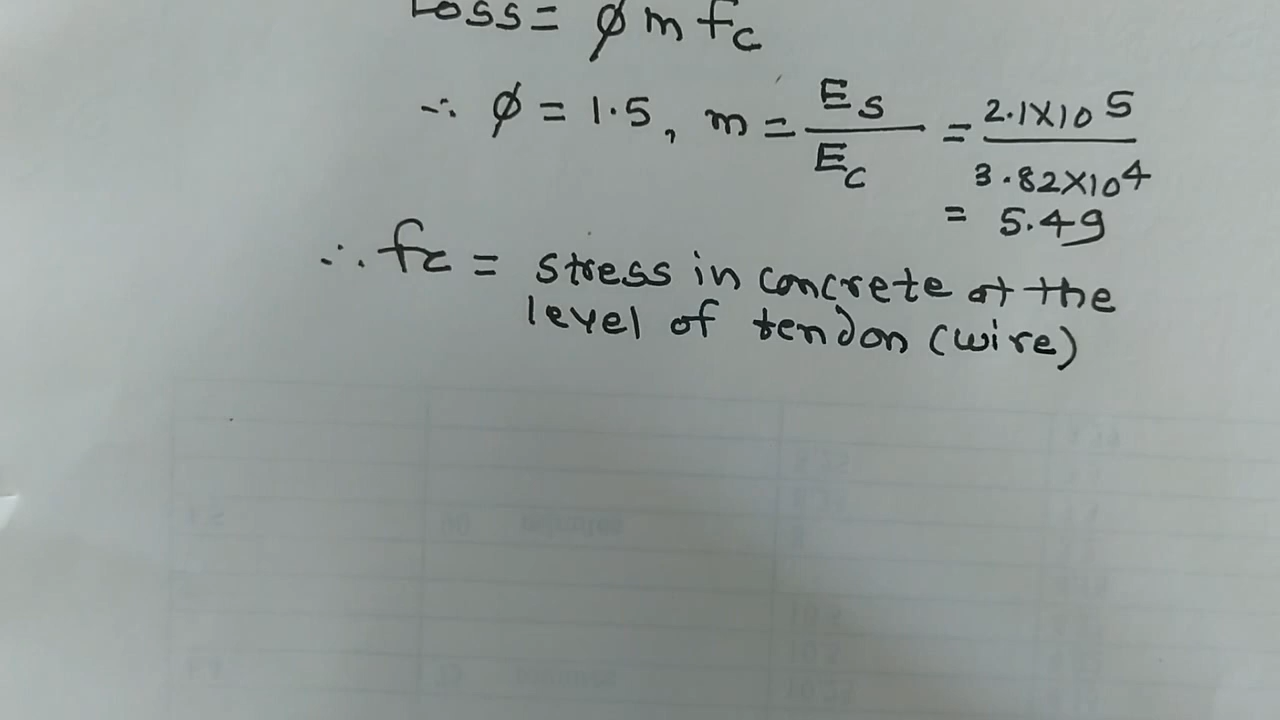 Loss = φ m fc
∴ φ = 1.5, m = Es / Ec = 2.1×10^5 / 3.82×10^4
= 5.49
∴ fc = stress in concrete at the
level of tendon (wire)